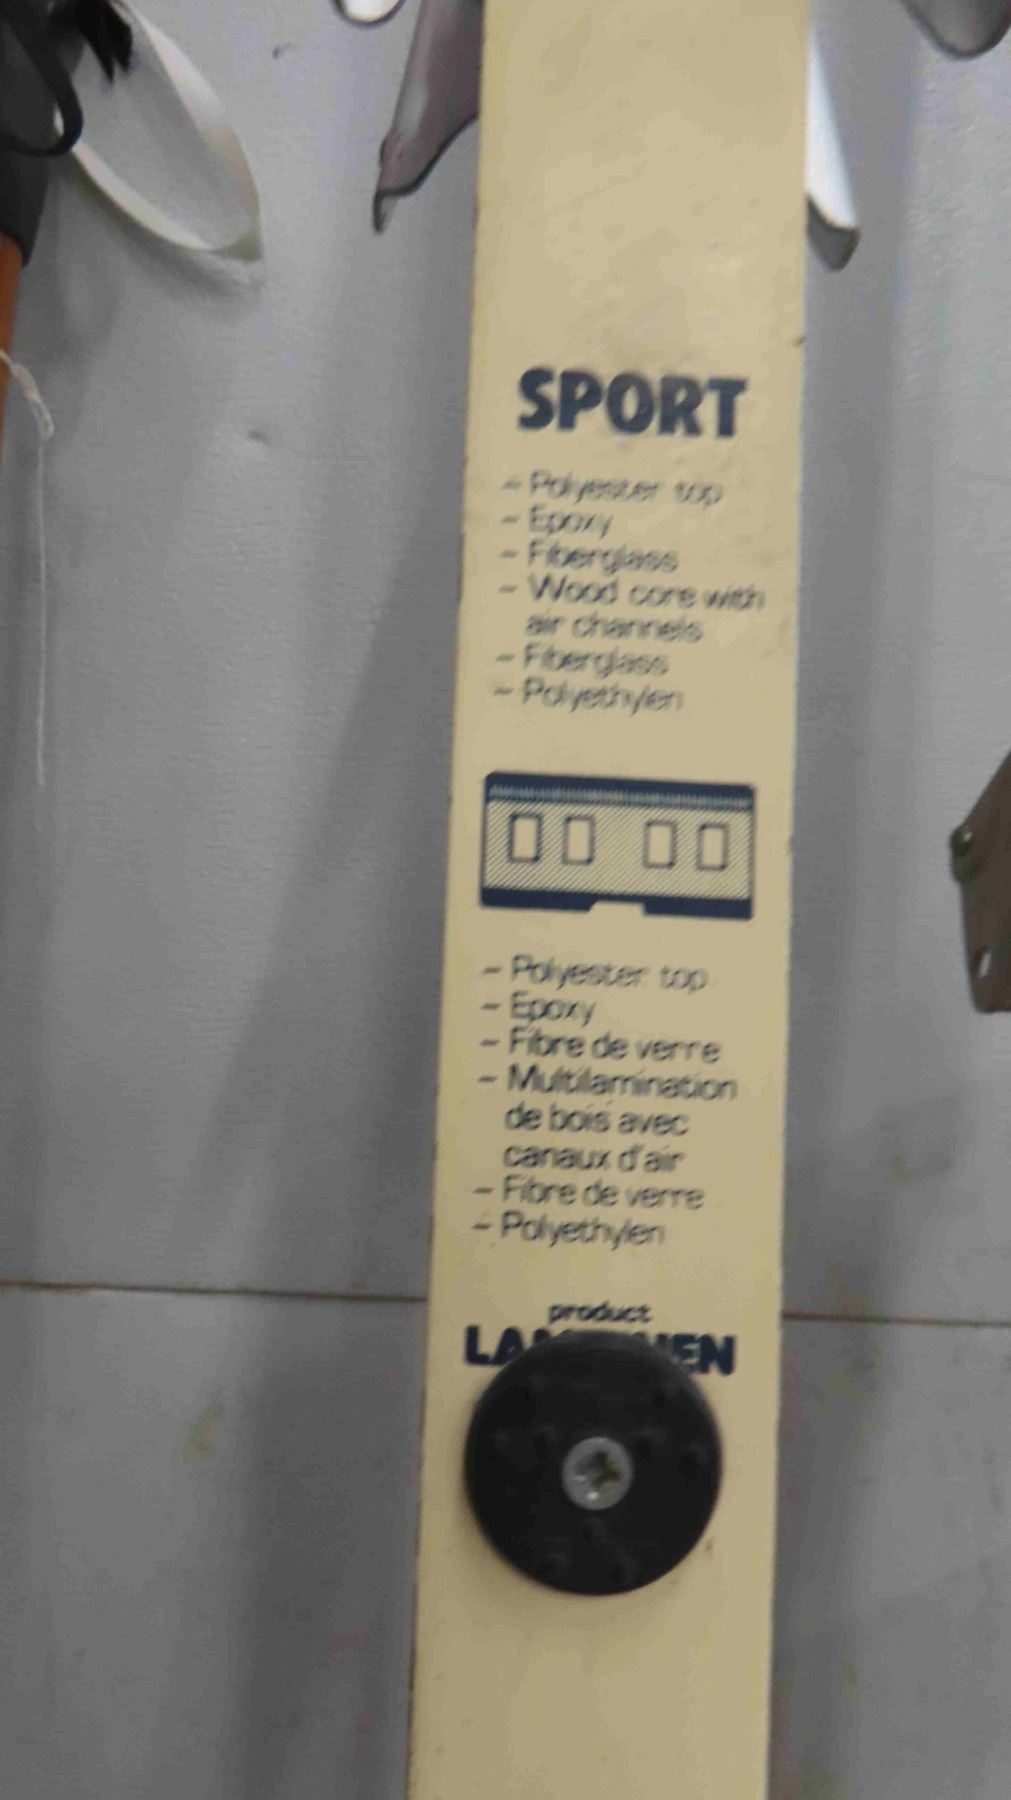 SPORT
- Polyester top
- Epoxy
- Fiberglass
- Wood core with
air channels
- Fiberglass
- Polyethylen
- Polyester top
- Epoxy
- Fibre de verre
- Multilamination
de bois avec
canaux d'air
- Fibre de verre
- Polyethylen
product